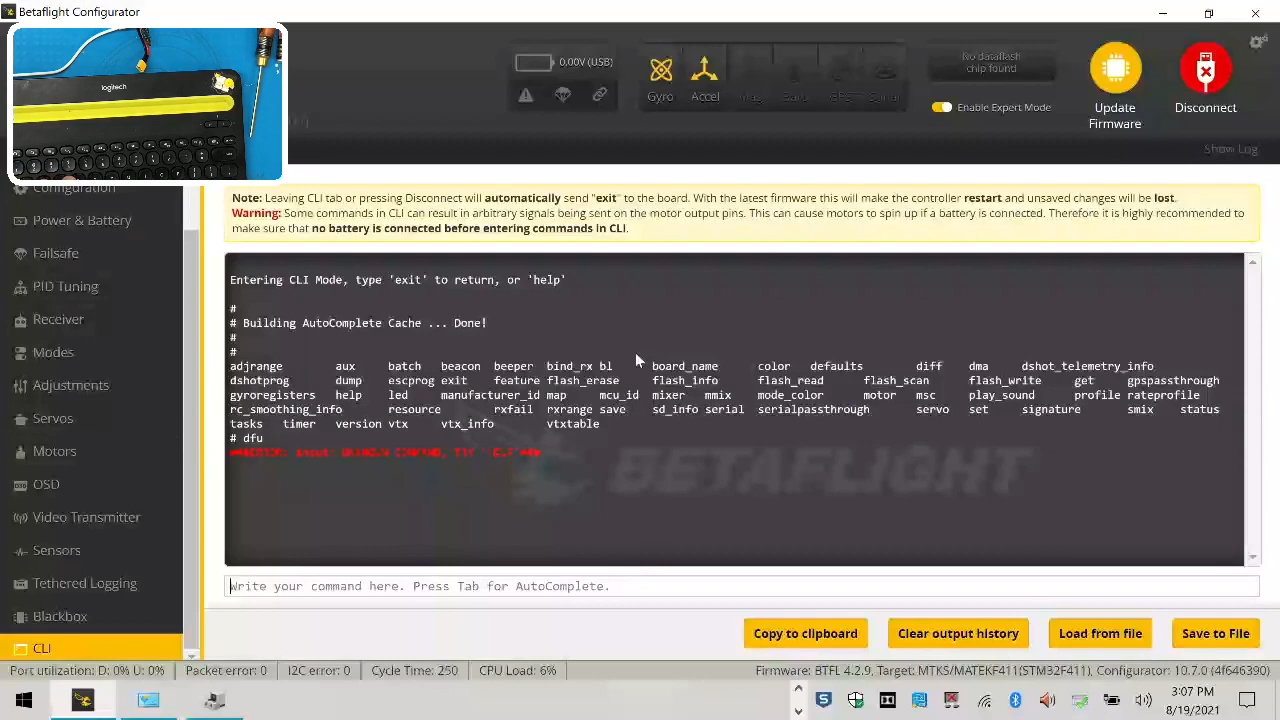 Betaflight Configurator
logitech
0.00V (USB)
Gyro Accel
No dataflash
chip found
Enable Expert Mode
Update
Firmware
Disconnect
Show Log
Configuration
Power & Battery
Failsafe
PID Tuning
Receiver
Modes
Adjustments
Servos
Motors
OSD
Video Transmitter
Sensors
Tethered Logging
Blackbox
CLI
Note: Leaving CLI tab or pressing Disconnect will automatically send "exit" to the board. With the latest firmware this will make the controller restart and unsaved changes will be lost.
Warning: Some commands in CLI can result in arbitrary signals being sent on the motor output pins. This can cause motors to spin up if a battery is connected. Therefore it is highly recommended to
make sure that no battery is connected before entering commands in CLI.
Entering CLI Mode, type 'exit' to return, or 'help'
#
# Building AutoComplete Cache ... Done!
#
#
adjrange aux batch beacon beeper bind_rx bl board_name color defaults diff dma dshot_telemetry_info
dshotprog dump escprog exit feature flash_erase flash_info flash_read flash_scan flash_write get gpspassthrough
gyroregisters help led manufacturer_id map mcu_id mixer mmix mode_color motor msc play_sound profile rateprofile
rc_smoothing_info resource rxfail rxrange save sd_info serial serialpassthrough servo set signature smix status
tasks timer version vtx vtx_info vtxtable
# dfu
BETAFLIGHT
Write your command here. Press Tab for AutoComplete.
Copy to clipboard
Clear output history
Load from file
Save to File
Port utilization: D: 0% U: 0% Packet error: 0 I2C error: 0 Cycle Time: 250 CPU Load: 6% Firmware: BTFL 4.2.9, Target: MTKS/MATEKF411(STM32F411), Configurator: 10.7.0 (4f646390)
3:07 PM
8/19/2021